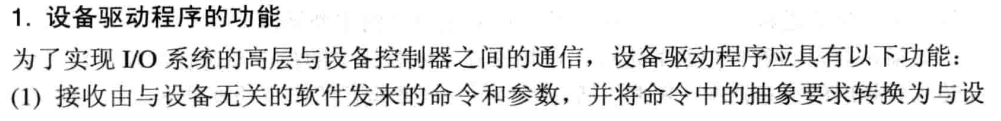 1. 设备驱动程序的功能
为了实现 I/O 系统的高层与设备控制器之间的通信，设备驱动程序应具有以下功能：
(1) 接收由与设备无关的软件发来的命令和参数，并将命令中的抽象要求转换为与设